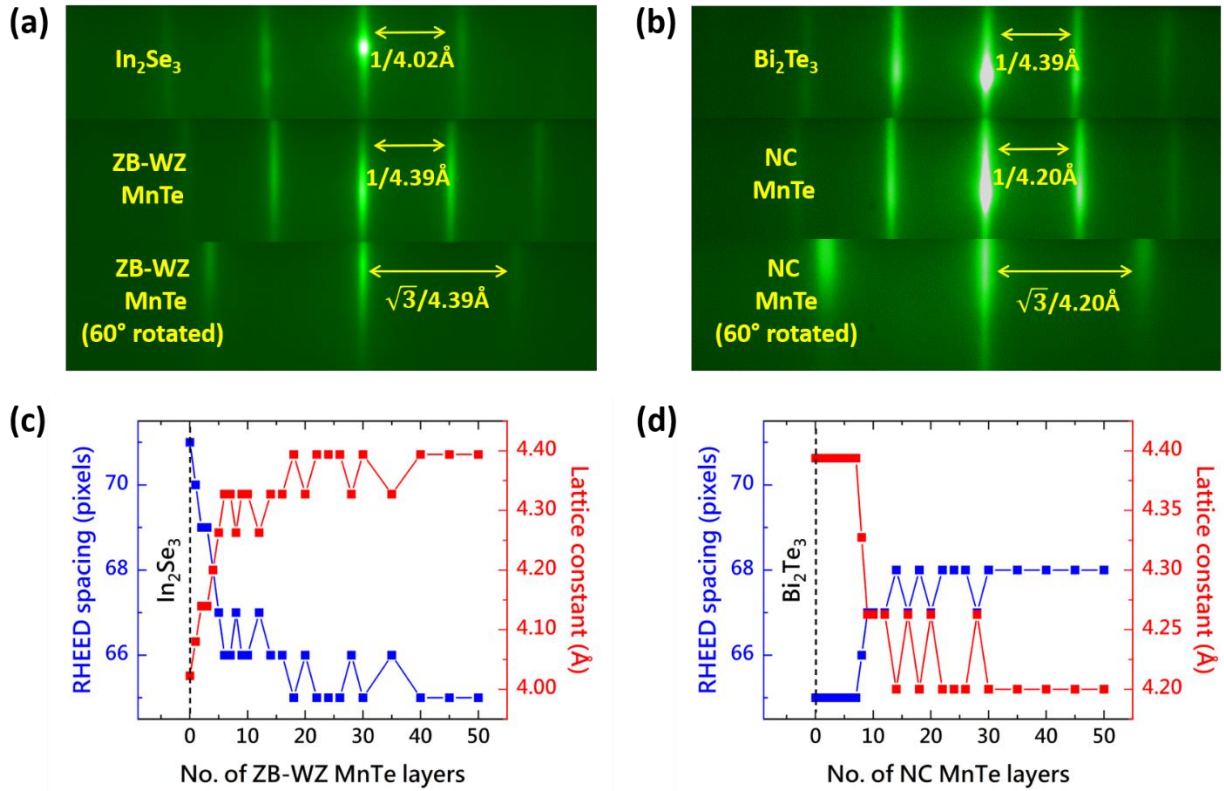 (a)
In₂Se₃
1/4.02Å
ZB-WZ
MnTe
1/4.39Å
ZB-WZ
MnTe
(60° rotated)
√3/4.39Å
(b)
Bi₂Te₃
1/4.39Å
NC
MnTe
1/4.20Å
NC
MnTe
(60° rotated)
√3/4.20Å
(c)
RHEED spacing (pixels)
70
68
66
In₂Se₃
4.40
4.30
4.20
4.10
4.00
Lattice constant (Å)
0 10 20 30 40 50
No. of ZB-WZ MnTe layers
(d)
RHEED spacing (pixels)
70
68
66
Bi₂Te₃
4.40
4.35
4.30
4.25
4.20
Lattice constant (Å)
0 10 20 30 40 50
No. of NC MnTe layers